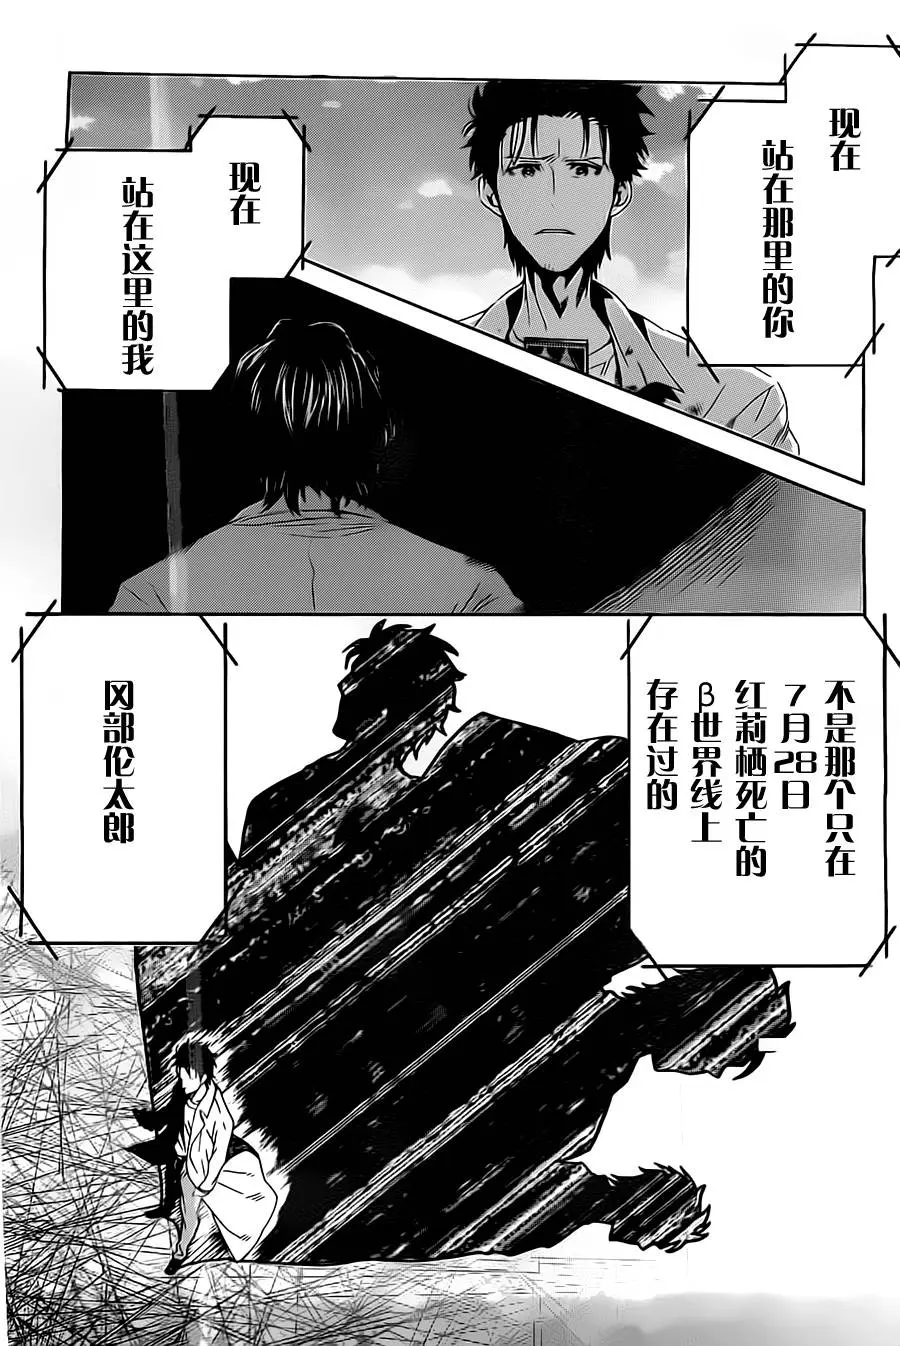 现在
站在那里的你
现在
站在这里的我
不是那个只在
7月28日
红莉栖死亡的
β世界线上
存在过的
冈部伦太郎